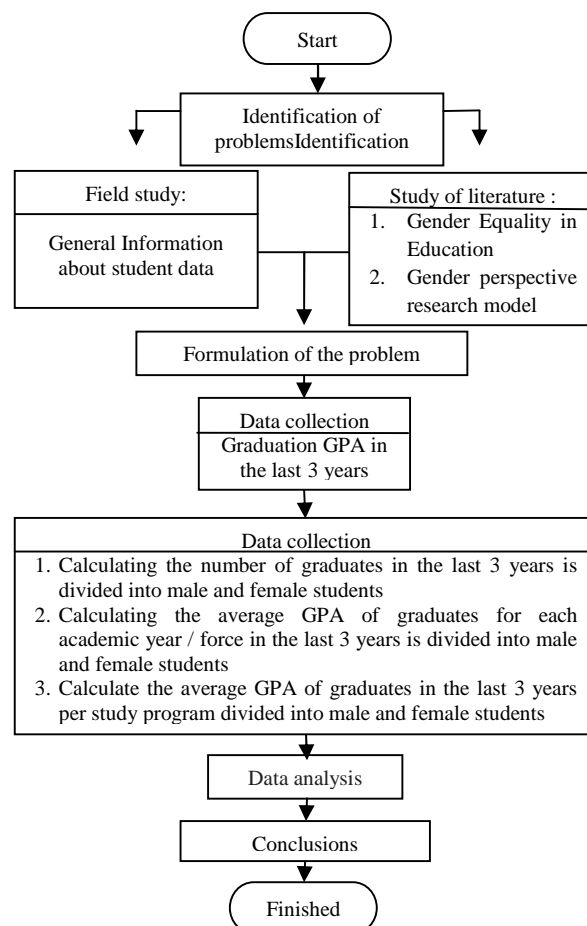 Start
Identification of
problemsIdentification
Field study:
General Information
about student data
Study of literature :
1. Gender Equality in
Education
2. Gender perspective
research model
Formulation of the problem
Data collection
Graduation GPA in
the last 3 years
Data collection
1. Calculating the number of graduates in the last 3 years is
divided into male and female students
2. Calculating the average GPA of graduates for each
academic year / force in the last 3 years is divided into male
and female students
3. Calculate the average GPA of graduates in the last 3 years
per study program divided into male and female students
Data analysis
Conclusions
Finished